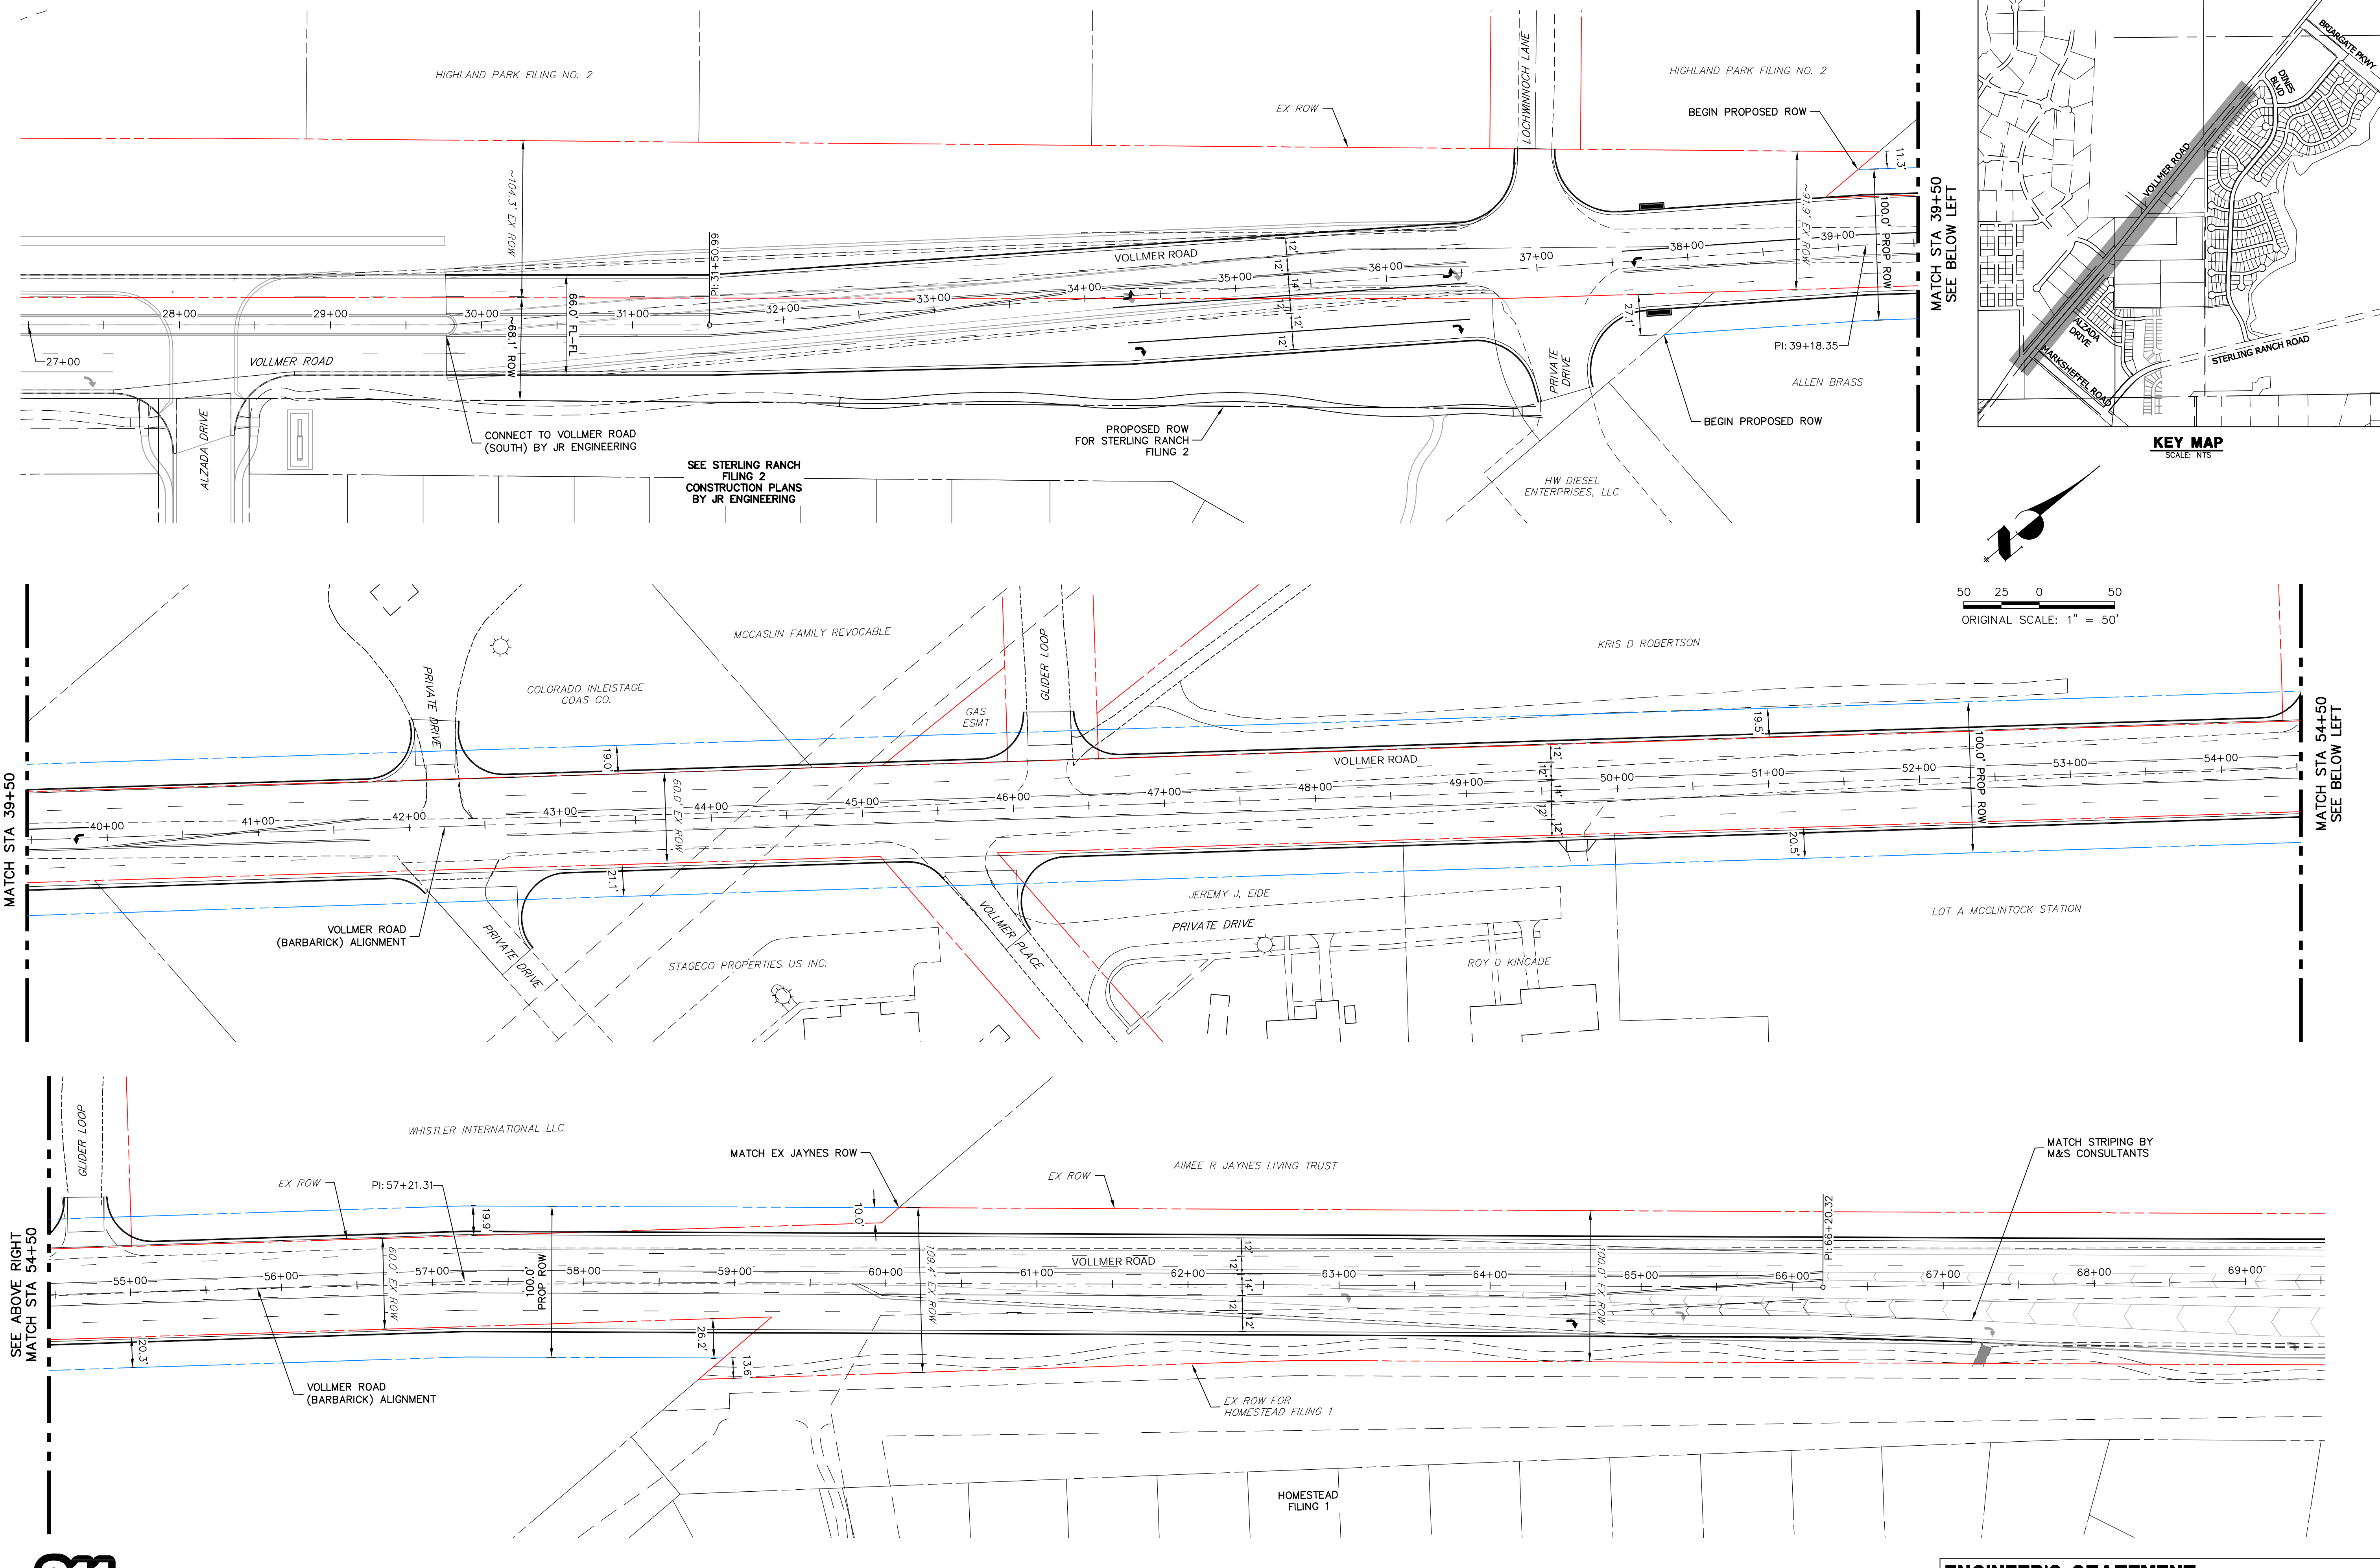 HIGHLAND PARK FILING NO. 2
EX ROW
LOCHWINNOCH LANE
HIGHLAND PARK FILING NO. 2
BEGIN PROPOSED ROW
11.3'
~104.3' EX ROW
PI: 31+50.99
VOLLMER ROAD
12'
12'
14'
12'
12'
12'
~91.9' EX ROW
100.0' PROP ROW
MATCH STA 39+50
SEE BELOW LEFT
27+00
28+00
29+00
30+00
31+00
32+00
33+00
34+00
35+00
36+00
37+00
38+00
39+00
66.0' FL-FL
~68.1' ROW
VOLLMER ROAD
27.1'
PI: 39+18.35
ALLEN BRASS
PRIVATE
DRIVE
ALZADA DRIVE
CONNECT TO VOLLMER ROAD
(SOUTH) BY JR ENGINEERING
PROPOSED ROW
FOR STERLING RANCH
FILING 2
BEGIN PROPOSED ROW
SEE STERLING RANCH
FILING 2
CONSTRUCTION PLANS
BY JR ENGINEERING
HW DIESEL
ENTERPRISES, LLC
BRIARGATE PKWY
DINES
BLVD
VOLLMER ROAD
ALZADA
DRIVE
MARKSHEFFEL ROAD
STERLING RANCH ROAD
KEY MAP
SCALE: NTS
N
50 25 0 50
ORIGINAL SCALE: 1" = 50'
MATCH STA 39+50
PRIVATE DRIVE
COLORADO INLEISTAGE
COAS CO.
MCCASLIN FAMILY REVOCABLE
GAS
ESMT
GLIDER LOOP
KRIS D ROBERTSON
19.0'
60.0' EX ROW
19.5'
VOLLMER ROAD
12'
12'
14'
12'
12'
100.0' PROP ROW
MATCH STA 54+50
SEE BELOW LEFT
40+00
41+00
42+00
43+00
44+00
45+00
46+00
47+00
48+00
49+00
50+00
51+00
52+00
53+00
54+00
21.1'
20.5'
VOLLMER ROAD
(BARBARICK) ALIGNMENT
PRIVATE DRIVE
STAGECO PROPERTIES US INC.
VOLLMER PLACE
JEREMY J, EIDE
PRIVATE DRIVE
ROY D KINCADE
LOT A MCCLINTOCK STATION
SEE ABOVE RIGHT
MATCH STA 54+50
GLIDER LOOP
WHISTLER INTERNATIONAL LLC
EX ROW
PI: 57+21.31
19.9'
MATCH EX JAYNES ROW
10.0'
EX ROW
AIMEE R JAYNES LIVING TRUST
MATCH STRIPING BY
M&S CONSULTANTS
PI: 66+20.32
60.0' EX ROW
100.0'
PROP ROW
109.4' EX ROW
VOLLMER ROAD
12'
12'
14'
12'
12'
100.0' EX ROW
55+00
56+00
57+00
58+00
59+00
60+00
61+00
62+00
63+00
64+00
65+00
66+00
67+00
68+00
69+00
20.3'
26.2'
13.6'
VOLLMER ROAD
(BARBARICK) ALIGNMENT
EX ROW FOR
HOMESTEAD FILING 1
HOMESTEAD
FILING 1
ENGINEER'S STATEMENT